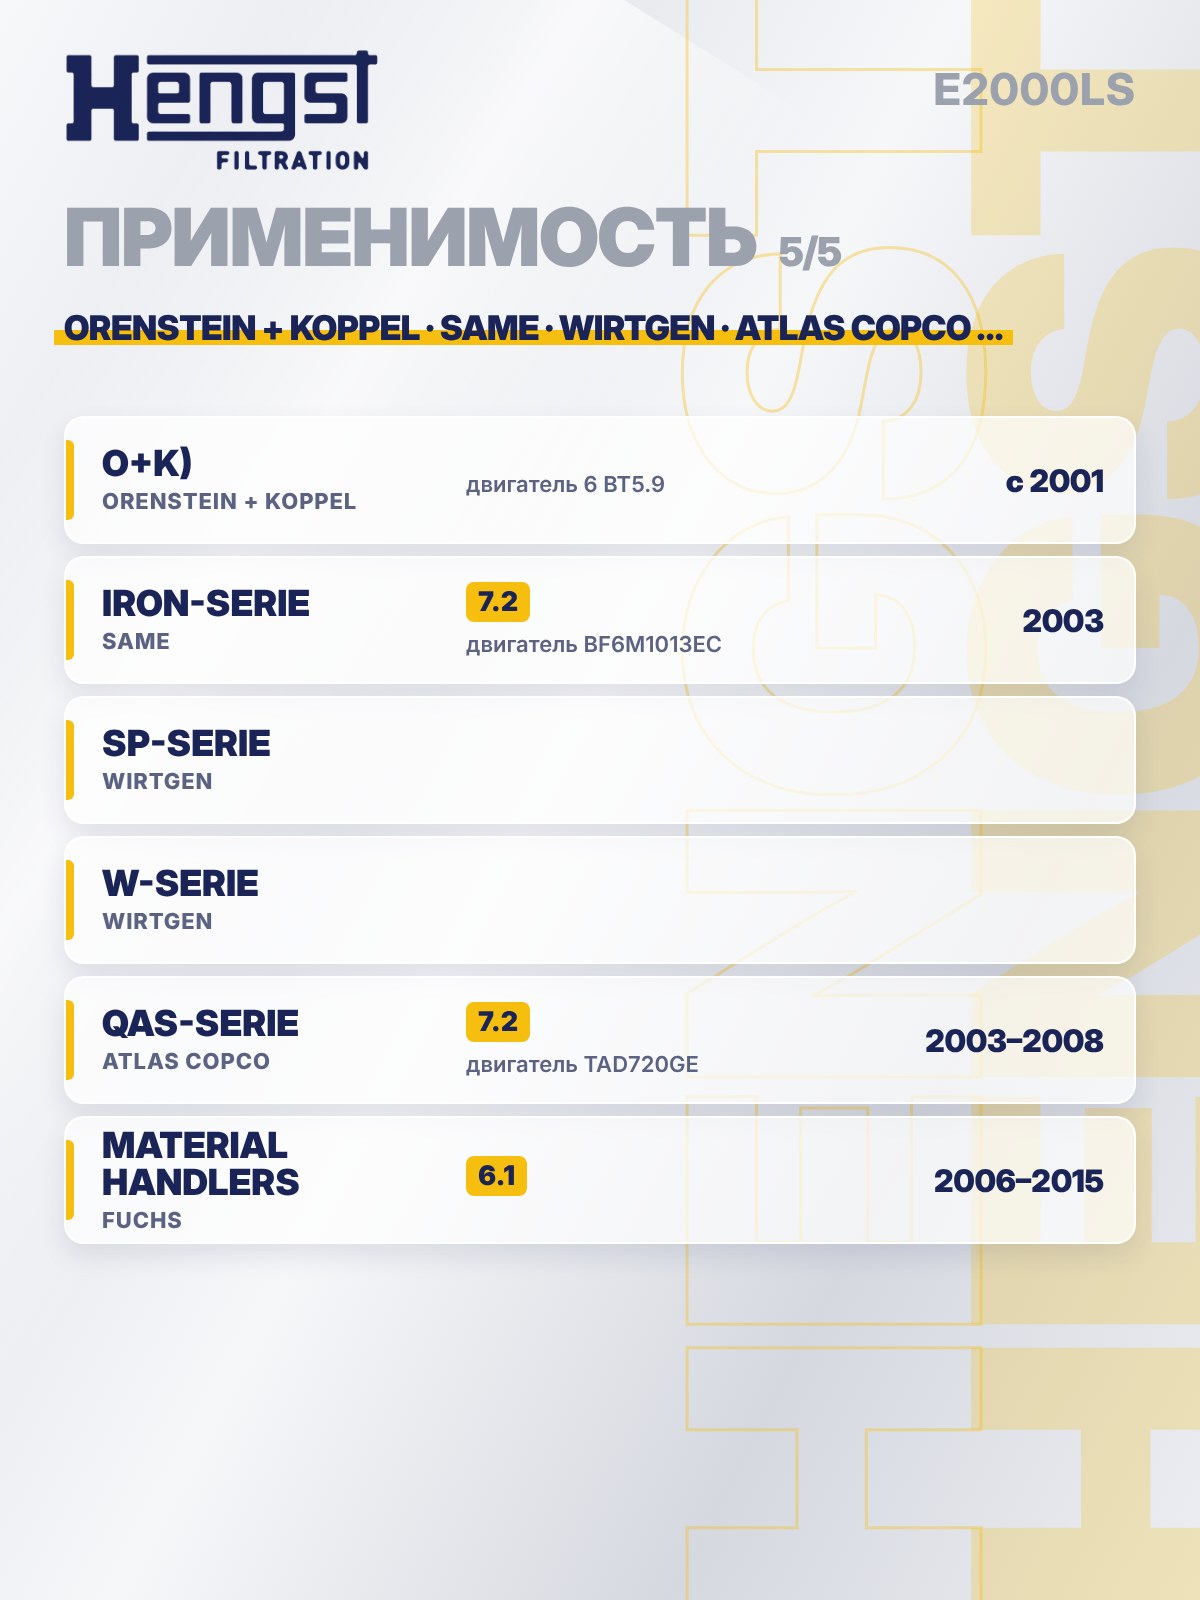 Hengst
FILTRATION
E2000LS
ПРИМЕНИМОСТЬ 5/5
ORENSTEIN + KOPPEL · SAME · WIRTGEN · ATLAS COPCO ...
O+K)
ORENSTEIN + KOPPEL
двигатель 6 BT5.9
с 2001
IRON-SERIE
SAME
7.2
двигатель BF6M1013EC
2003
SP-SERIE
WIRTGEN
W-SERIE
WIRTGEN
QAS-SERIE
ATLAS COPCO
7.2
двигатель TAD720GE
2003–2008
MATERIAL
HANDLERS
FUCHS
6.1
2006–2015
HENGST
HENGST